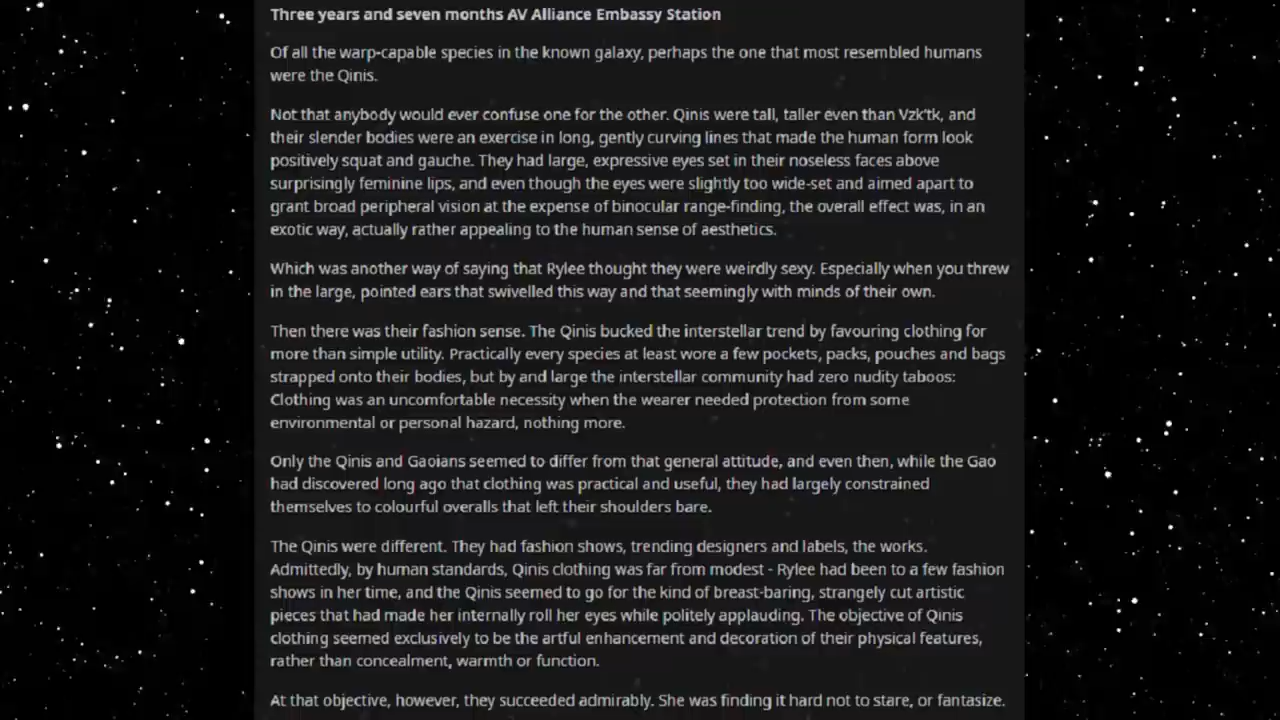 Three years and seven months AV Alliance Embassy Station
Of all the warp-capable species in the known galaxy, perhaps the one that most resembled humans
were the Qinis.
Not that anybody would ever confuse one for the other. Qinis were tall, taller even than Vzk'tk, and
their slender bodies were an exercise in long, gently curving lines that made the human form look
positively squat and gauche. They had large, expressive eyes set in their noseless faces above
surprisingly feminine lips, and even though the eyes were slightly too wide-set and aimed apart to
grant broad peripheral vision at the expense of binocular range-finding, the overall effect was, in an
exotic way, actually rather appealing to the human sense of aesthetics.
Which was another way of saying that Rylee thought they were weirdly sexy. Especially when you threw
in the large, pointed ears that swivelled this way and that seemingly with minds of their own.
Then there was their fashion sense. The Qinis bucked the interstellar trend by favouring clothing for
more than simple utility. Practically every species at least wore a few pockets, packs, pouches and bags
strapped onto their bodies, but by and large the interstellar community had zero nudity taboos:
Clothing was an uncomfortable necessity when the wearer needed protection from some
environmental or personal hazard, nothing more.
Only the Qinis and Gaoians seemed to differ from that general attitude, and even then, while the Gao
had discovered long ago that clothing was practical and useful, they had largely constrained
themselves to colourful overalls that left their shoulders bare.
The Qinis were different. They had fashion shows, trending designers and labels, the works.
Admittedly, by human standards, Qinis clothing was far from modest - Rylee had been to a few fashion
shows in her time, and the Qinis seemed to go for the kind of breast-baring, strangely cut artistic
pieces that had made her internally roll her eyes while politely applauding. The objective of Qinis
clothing seemed exclusively to be the artful enhancement and decoration of their physical features,
rather than concealment, warmth or function.
At that objective, however, they succeeded admirably. She was finding it hard not to stare, or fantasize.